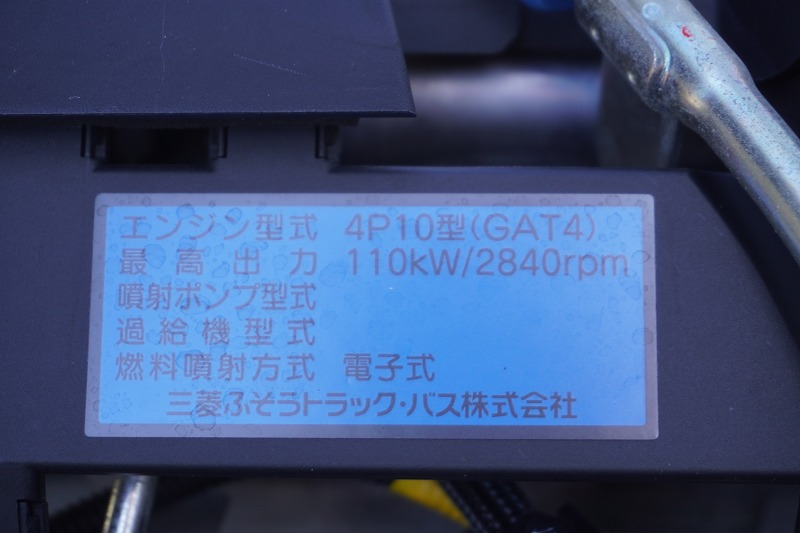 エンジン型式 4P10型(GAT4)
最高出力 110kW/2840rpm
噴射ポンプ型式
過給機型式
燃料噴射方式 電子式
三菱ふそうトラック・バス株式会社